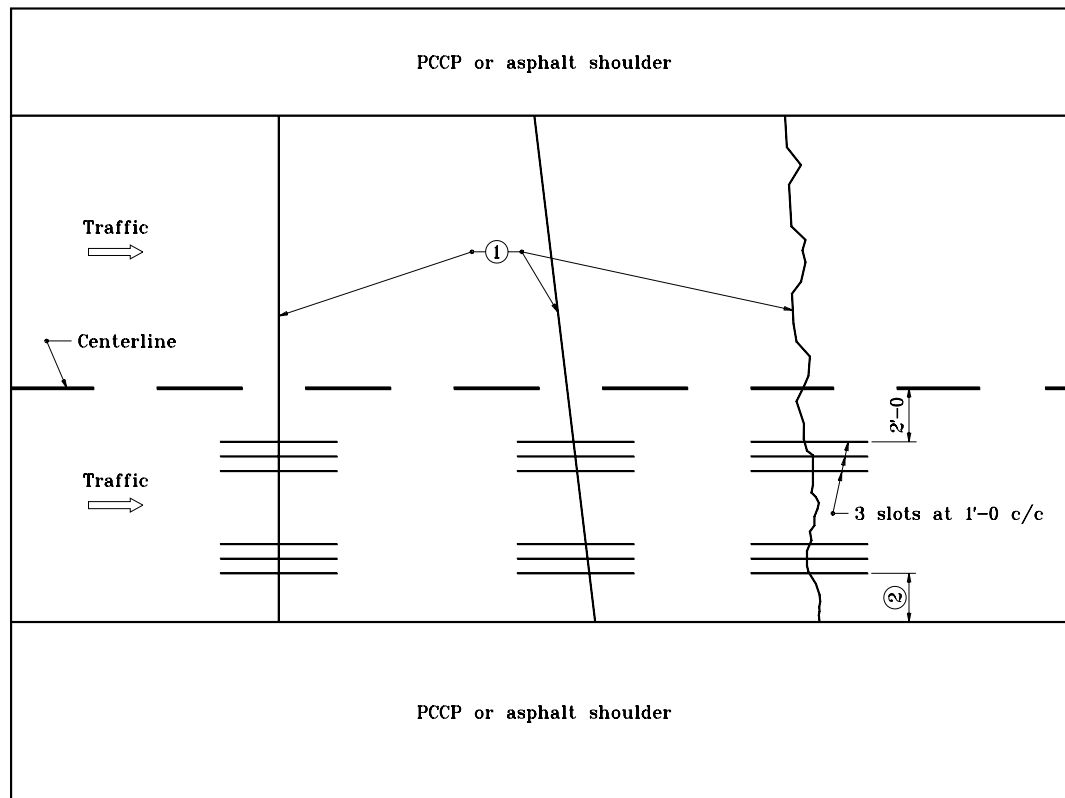 PCCP or asphalt shoulder
Traffic
1
Centerline
2'-0
Traffic
3 slots at 1'-0 c/c
2
PCCP or asphalt shoulder